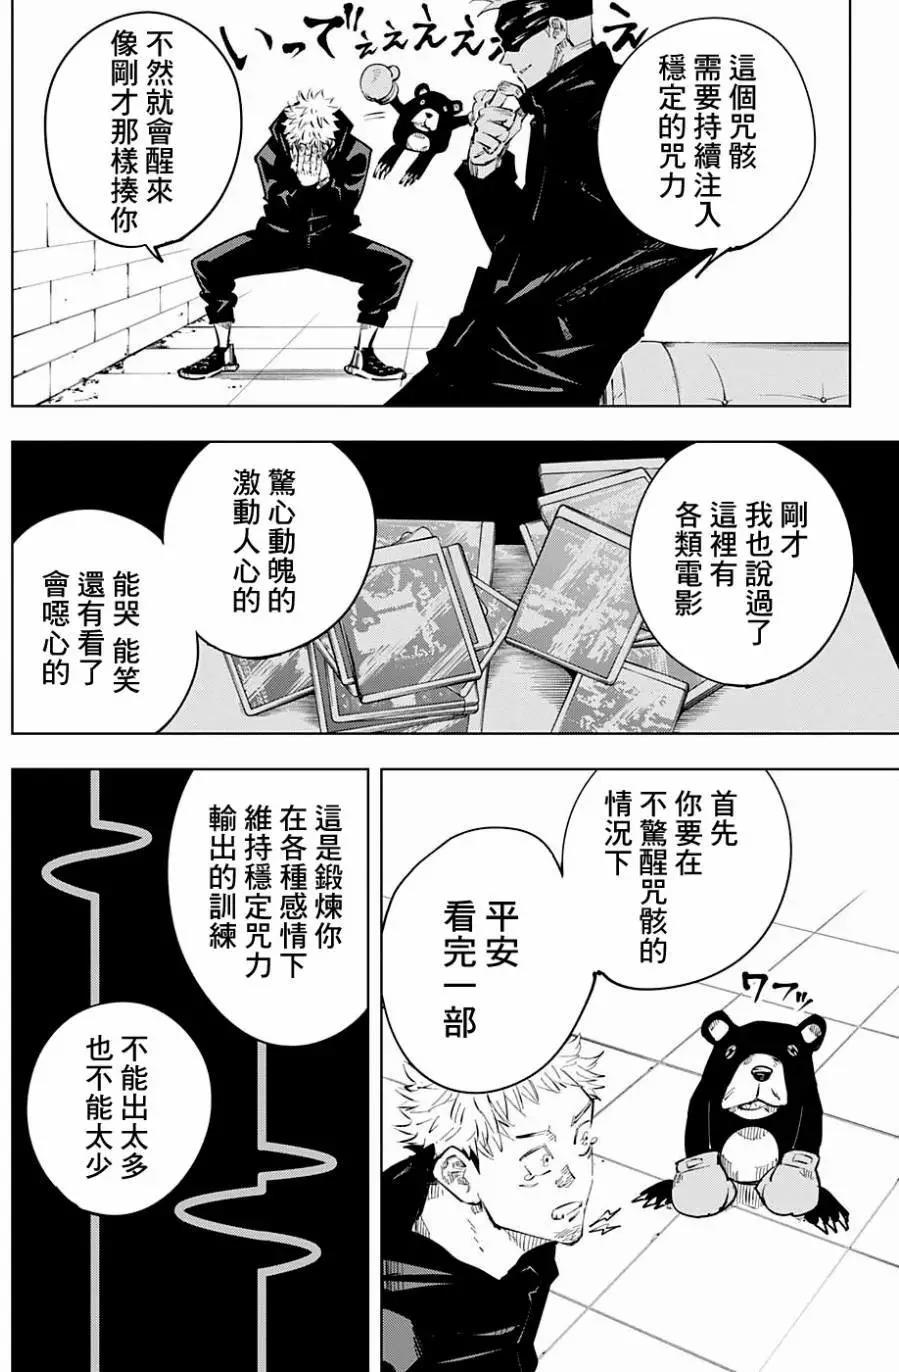 這個咒骸
需要持續注入
穩定的咒力
いってぇぇえぇぇぇ
不然就會醒來
像剛才那樣揍你
剛才
我也說過了
這裡有
各類電影
驚心動魄的
激動人心的
能哭 能笑
還有看了
會噁心的
首先
你要在
不驚醒咒骸的
情況下
平安
看完一部
ワフッ
這是鍛煉你
在各種感情下
維持穩定咒力
輸出的訓練
不能出太多
也不能太少